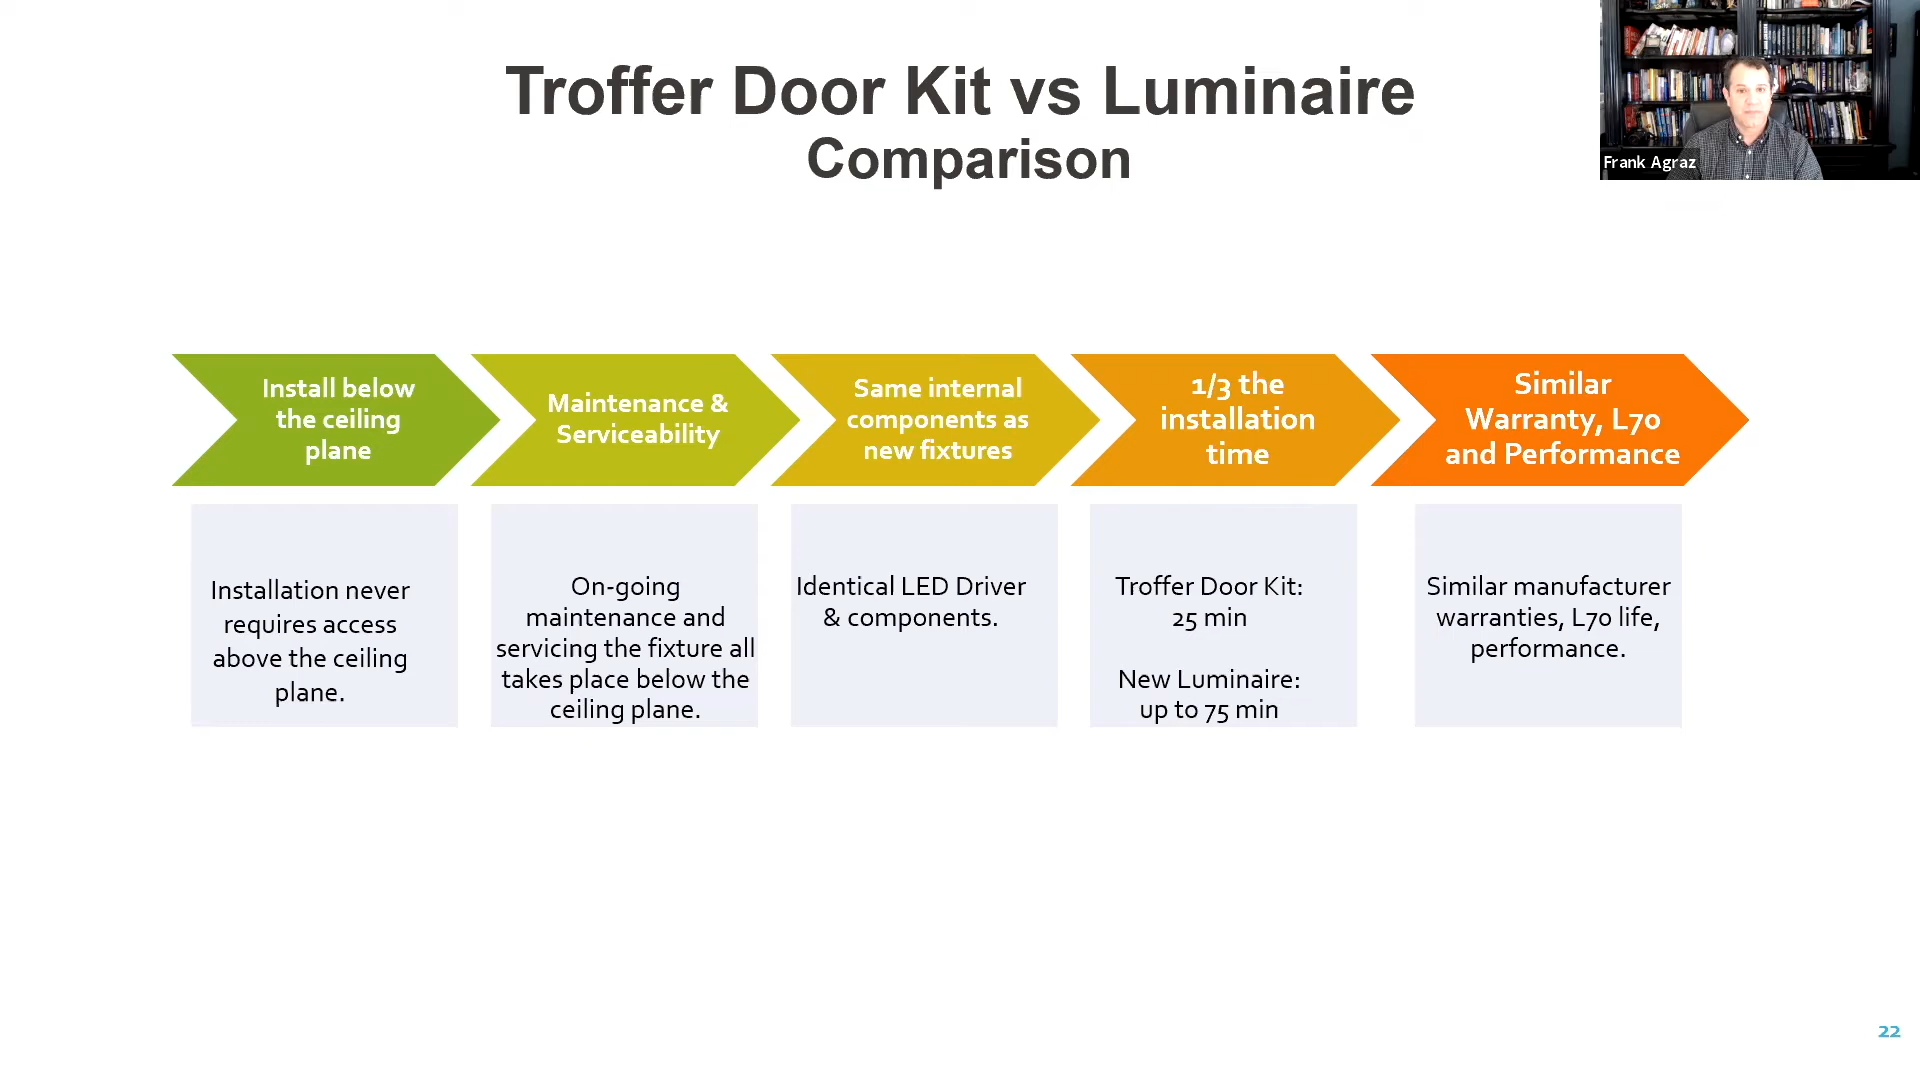 Troffer Door Kit vs Luminaire
Comparison
Frank Agraz
Install below
the ceiling
plane
Maintenance &
Serviceability
Same internal
components as
new fixtures
1/3 the
installation
time
Similar
Warranty, L70
and Performance
Installation never
requires access
above the ceiling
plane.
On-going
maintenance and
servicing the fixture all
takes place below the
ceiling plane.
Identical LED Driver
& components.
Troffer Door Kit:
25 min
New Luminaire:
up to 75 min
Similar manufacturer
warranties, L70 life,
performance.
22